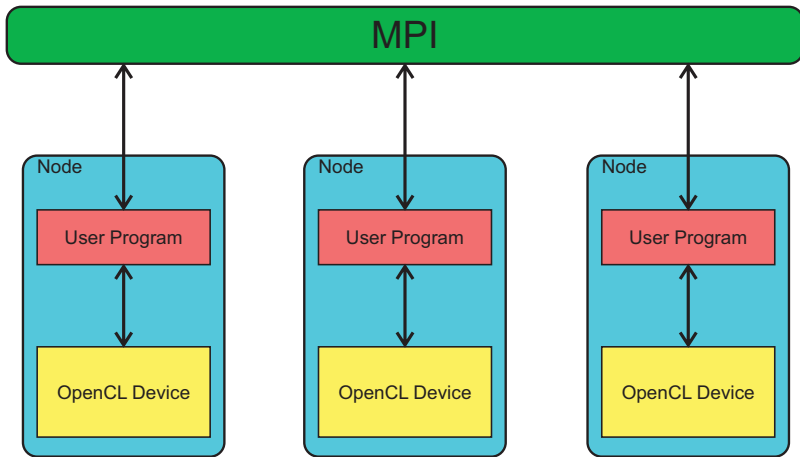 MPI
Node
User Program
OpenCL Device
Node
User Program
OpenCL Device
Node
User Program
OpenCL Device